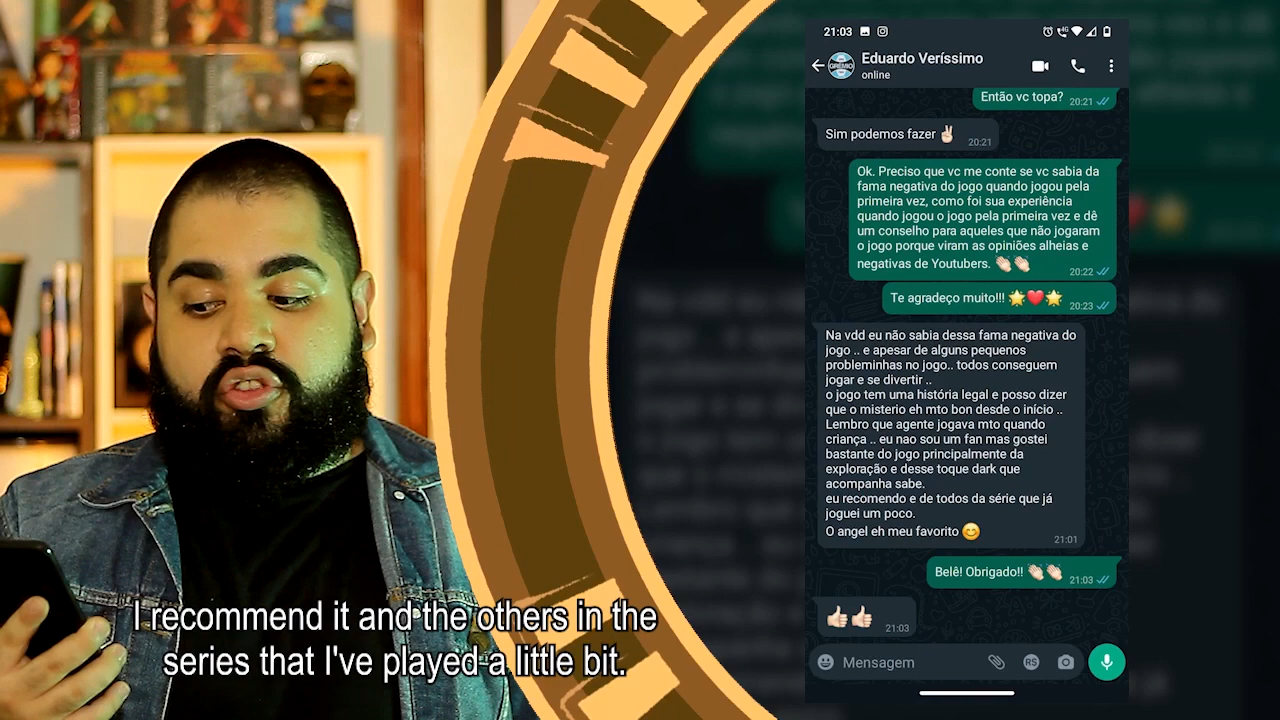 21:03
Eduardo Veríssimo
online
GRÊMIO
Então vc topa? 20:21
Sim podemos fazer ✌🏻 20:21
Ok. Preciso que vc me conte se vc sabia da
fama negativa do jogo quando jogou pela
primeira vez, como foi sua experiência
quando jogou o jogo pela primeira vez e dê
um conselho para aqueles que não jogaram
o jogo porque viram as opiniões alheias e
negativas de Youtubers. 👏🏻👏🏻 20:22
Te agradeço muito!!! 🌟❤️🌟 20:23
Na vdd eu não sabia dessa fama negativa do
jogo .. e apesar de alguns pequenos
probleminhas no jogo.. todos conseguem
jogar e se divertir ..
o jogo tem uma história legal e posso dizer
que o misterio eh mto bon desde o início ..
Lembro que agente jogava mto quando
criança .. eu nao sou um fan mas gostei
bastante do jogo principalmente da
exploração e desse toque dark que
acompanha sabe.
eu recomendo e de todos da série que já
joguei um poco.
O angel eh meu favorito 😊 21:01
Belê! Obrigado!! 👏🏻👏🏻 21:03
👍🏻👍🏻 21:03
Mensagem
RS
I recommend it and the others in the
series that I've played a little bit.